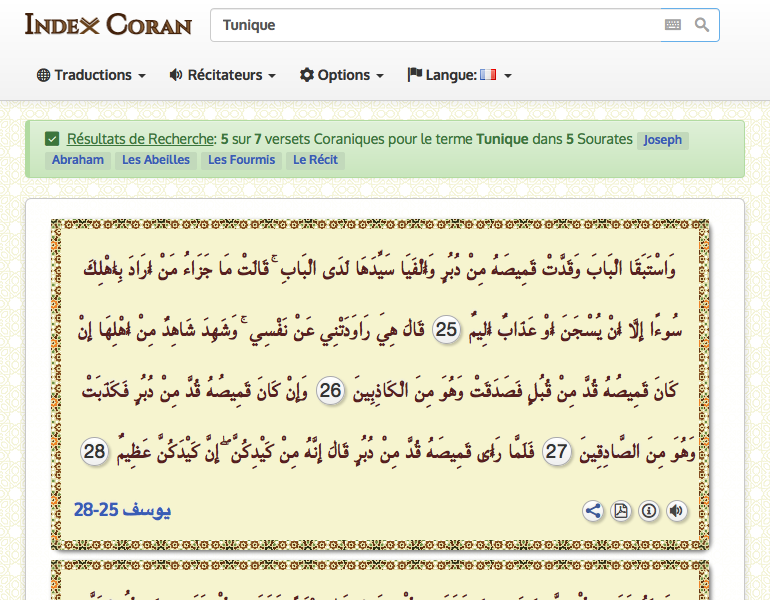 INDEX CORAN
Tunique
Traductions
Récitateurs
Options
Langue:
Résultats de Recherche: 5 sur 7 versets Coraniques pour le terme Tunique dans 5 Sourates Joseph
Abraham Les Abeilles Les Fourmis Le Récit
وَاسْتَبَقَا الْبَابَ وَقَدَّتْ قَمِيصَهُ مِنْ دُبُرٍ وَأَلْفَيَا سَيِّدَهَا لَدَى الْبَابِ ۚ قَالَتْ مَا جَزَاءُ مَنْ أَرَادَ بِأَهْلِكَ
سُوءًا إِلَّا أَنْ يُسْجَنَ أَوْ عَذَابٌ أَلِيمٌ 25 قَالَ هِيَ رَاوَدَتْنِي عَنْ نَفْسِي ۚ وَشَهِدَ شَاهِدٌ مِنْ أَهْلِهَا إِنْ
كَانَ قَمِيصُهُ قُدَّ مِنْ قُبُلٍ فَصَدَقَتْ وَهُوَ مِنَ الْكَاذِبِينَ 26 وَإِنْ كَانَ قَمِيصُهُ قُدَّ مِنْ دُبُرٍ فَكَذَبَتْ
وَهُوَ مِنَ الصَّادِقِينَ 27 فَلَمَّا رَأَى قَمِيصَهُ قُدَّ مِنْ دُبُرٍ قَالَ إِنَّهُ مِنْ كَيْدِكُنَّ ۖ إِنَّ كَيْدَكُنَّ عَظِيمٌ 28
يوسف 25-28